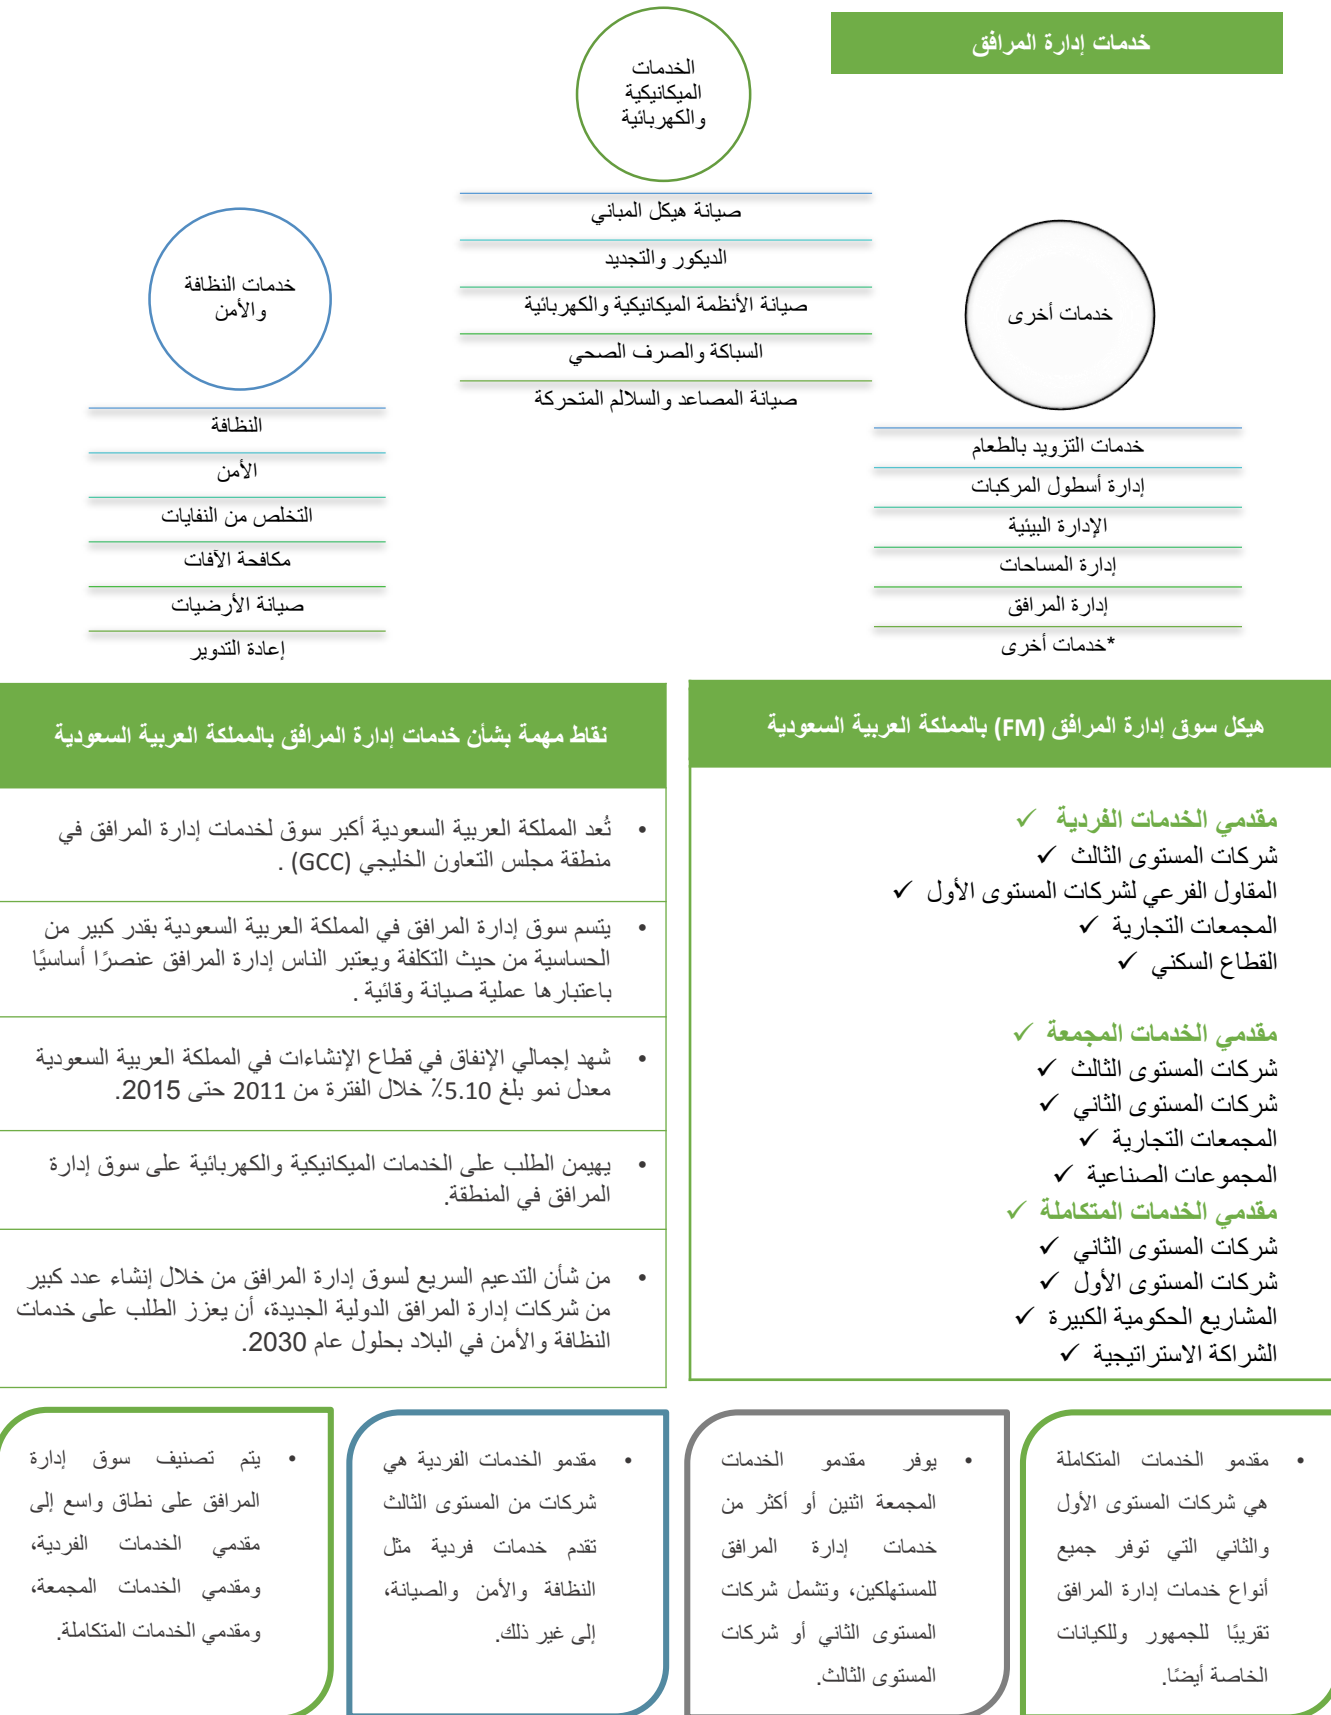 خدمات إدارة المرافق
الخدمات
الميكانيكية
والكهربائية
صيانة هيكل المباني
الديكور والتجديد
صيانة الأنظمة الميكانيكية والكهربائية
السباكة والصرف الصحي
صيانة المصاعد والسلالم المتحركة
خدمات أخرى
خدمات التزويد بالطعام
إدارة أسطول المركبات
الإدارة البيئية
إدارة المساحات
إدارة المرافق
*خدمات أخرى
خدمات النظافة
والأمن
النظافة
الأمن
التخلص من النفايات
مكافحة الآفات
صيانة الأرضيات
إعادة التدوير
هيكل سوق إدارة المرافق (FM) بالمملكة العربية السعودية
مقدمي الخدمات الفردية ✓
شركات المستوى الثالث ✓
المقاول الفرعي لشركات المستوى الأول ✓
المجمعات التجارية ✓
القطاع السكني ✓
مقدمي الخدمات المجمعة ✓
شركات المستوى الثالث ✓
شركات المستوى الثاني ✓
المجمعات التجارية ✓
المجموعات الصناعية ✓
مقدمي الخدمات المتكاملة ✓
شركات المستوى الثاني ✓
شركات المستوى الأول ✓
المشاريع الحكومية الكبيرة ✓
الشراكة الاستراتيجية ✓
نقاط مهمة بشأن خدمات إدارة المرافق بالمملكة العربية السعودية
• تُعد المملكة العربية السعودية أكبر سوق لخدمات إدارة المرافق في
منطقة مجلس التعاون الخليجي (GCC) .
• يتسم سوق إدارة المرافق في المملكة العربية السعودية بقدر كبير من
الحساسية من حيث التكلفة ويعتبر الناس إدارة المرافق عنصرًا أساسيًا
باعتبارها عملية صيانة وقائية .
• شهد إجمالي الإنفاق في قطاع الإنشاءات في المملكة العربية السعودية
معدل نمو بلغ 5.10٪ خلال الفترة من 2011 حتى 2015.
• يهيمن الطلب على الخدمات الميكانيكية والكهربائية على سوق إدارة
المرافق في المنطقة.
• من شأن التدعيم السريع لسوق إدارة المرافق من خلال إنشاء عدد كبير
من شركات إدارة المرافق الدولية الجديدة، أن يعزز الطلب على خدمات
النظافة والأمن في البلاد بحلول عام 2030.
• مقدمو الخدمات المتكاملة
هي شركات المستوى الأول
والثاني التي توفر جميع
أنواع خدمات إدارة المرافق
تقريبًا للجمهور وللكيانات
الخاصة أيضًا.
• يوفر مقدمو الخدمات
المجمعة اثنين أو أكثر من
خدمات إدارة المرافق
للمستهلكين، وتشمل شركات
المستوى الثاني أو شركات
المستوى الثالث.
• مقدمو الخدمات الفردية هي
شركات من المستوى الثالث
تقدم خدمات فردية مثل
النظافة والأمن والصيانة،
إلى غير ذلك.
• يتم تصنيف سوق إدارة
المرافق على نطاق واسع إلى
مقدمي الخدمات الفردية،
ومقدمي الخدمات المجمعة،
ومقدمي الخدمات المتكاملة.